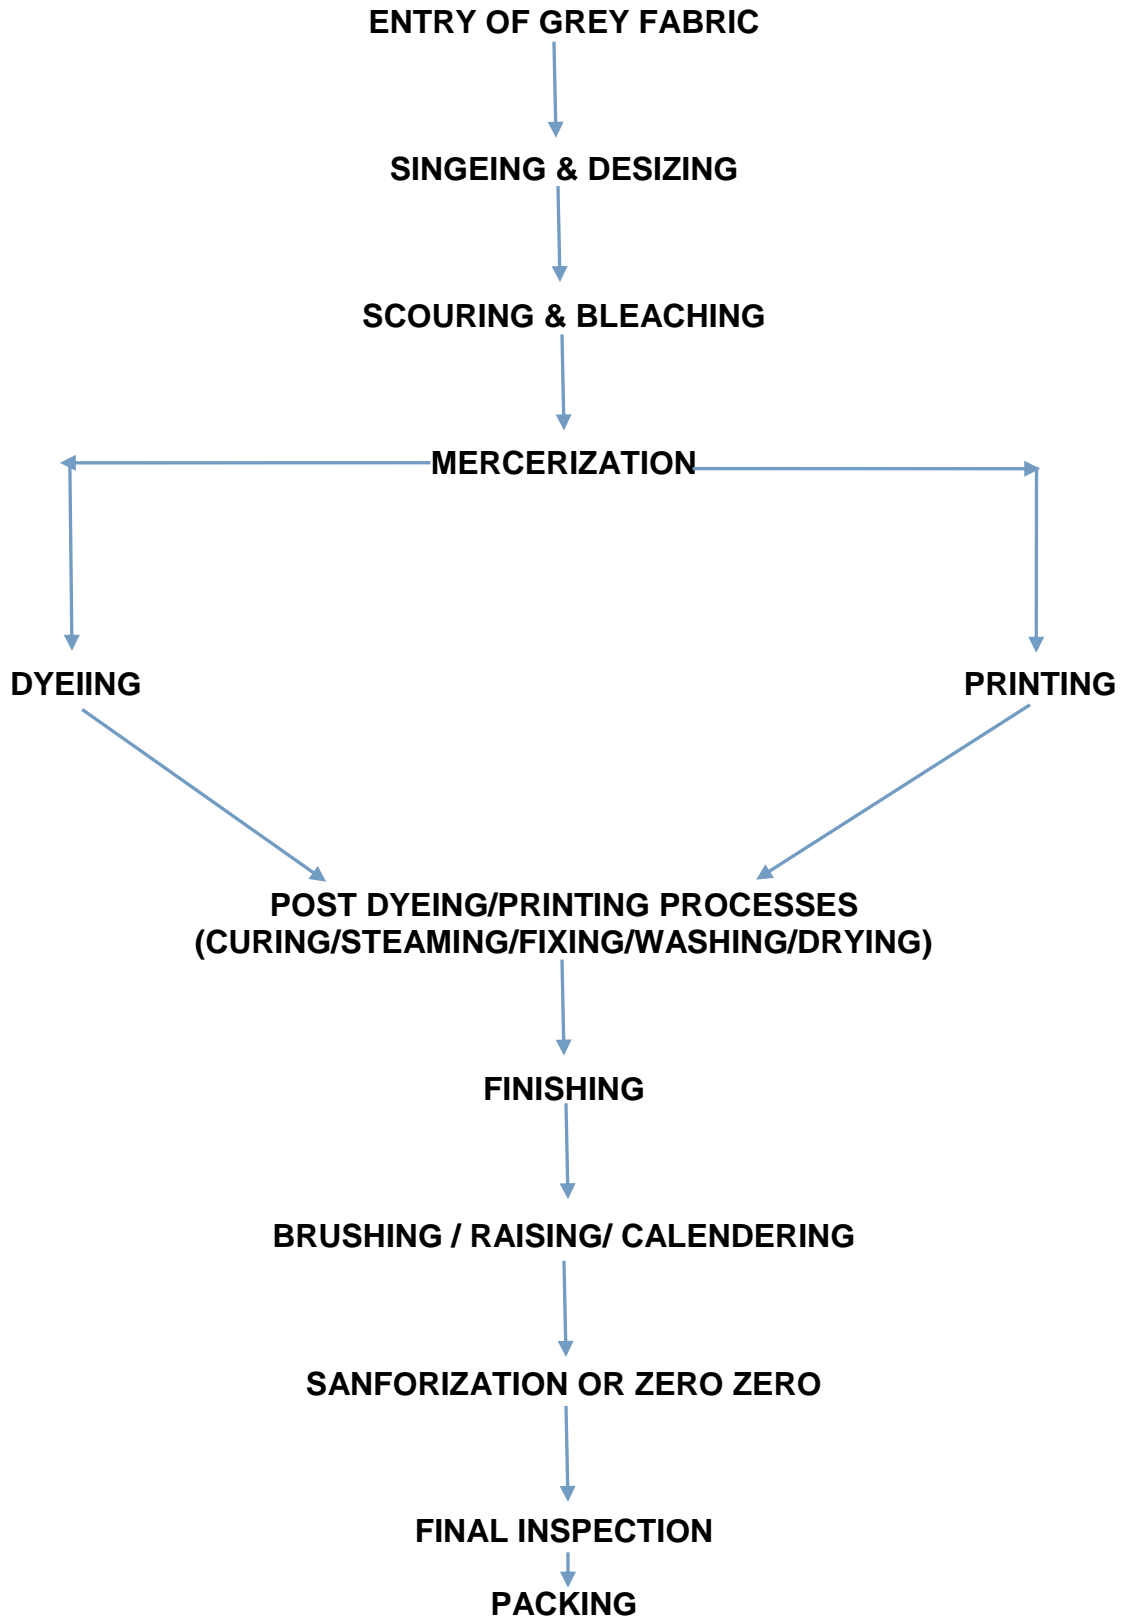 ENTRY OF GREY FABRIC
SINGEING & DESIZING
SCOURING & BLEACHING
MERCERIZATION
DYEIING
PRINTING
POST DYEING/PRINTING PROCESSES
(CURING/STEAMING/FIXING/WASHING/DRYING)
FINISHING
BRUSHING / RAISING/ CALENDERING
SANFORIZATION OR ZERO ZERO
FINAL INSPECTION
PACKING